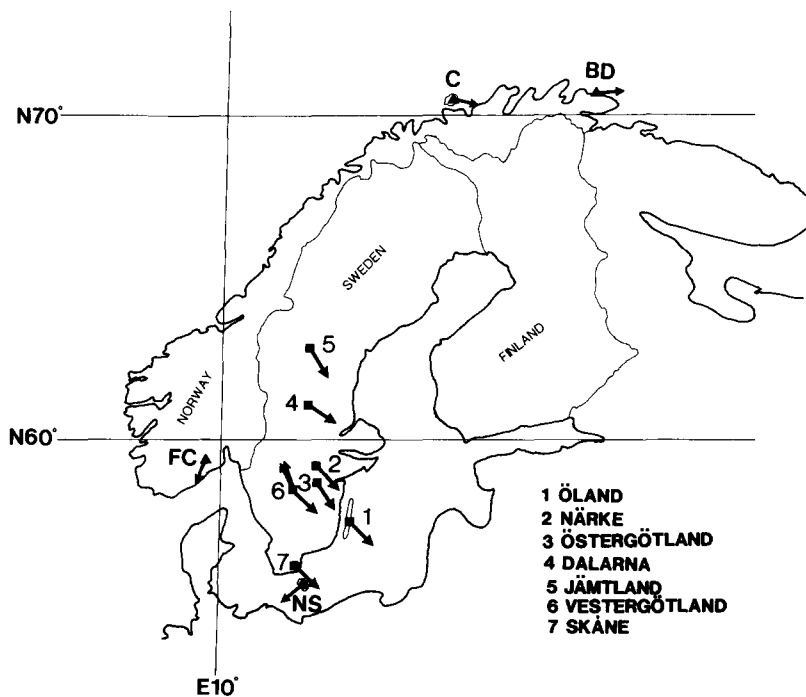 C
BD
N70°
SWEDEN
FINLAND
NORWAY
5
4
N60°
FC
2
3
6
1
7
NS
E10°
1 ÖLAND
2 NÄRKE
3 ÖSTERGÖTLAND
4 DALARNA
5 JÄMTLAND
6 VESTERGÖTLAND
7 SKÅNE